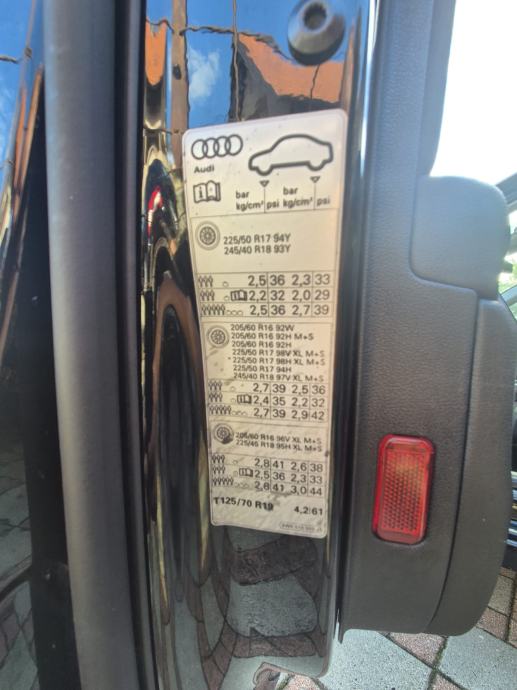 Audi
bar bar
kg/cm² psi kg/cm² psi
225/50 R17 94Y
245/40 R18 93Y
2,5 36 2,3 33
2,2 32 2,0 29
2,5 36 2,7 39
205/60 R16 92W
205/60 R16 92H M+S
205/60 R16 92H
225/50 R17 98V XL M+S
225/50 R17 98H XL M+S
225/50 R17 94H
245/40 R18 97V XL M+S
2,7 39 2,5 36
2,4 35 2,2 32
2,7 39 2,9 42
205/60 R16 96V XL M+S
225/45 R18 95H XL M+S
2,8 41 2,6 38
2,5 36 2,3 33
2,8 41 3,0 44
T125/70 R19 4,2 61